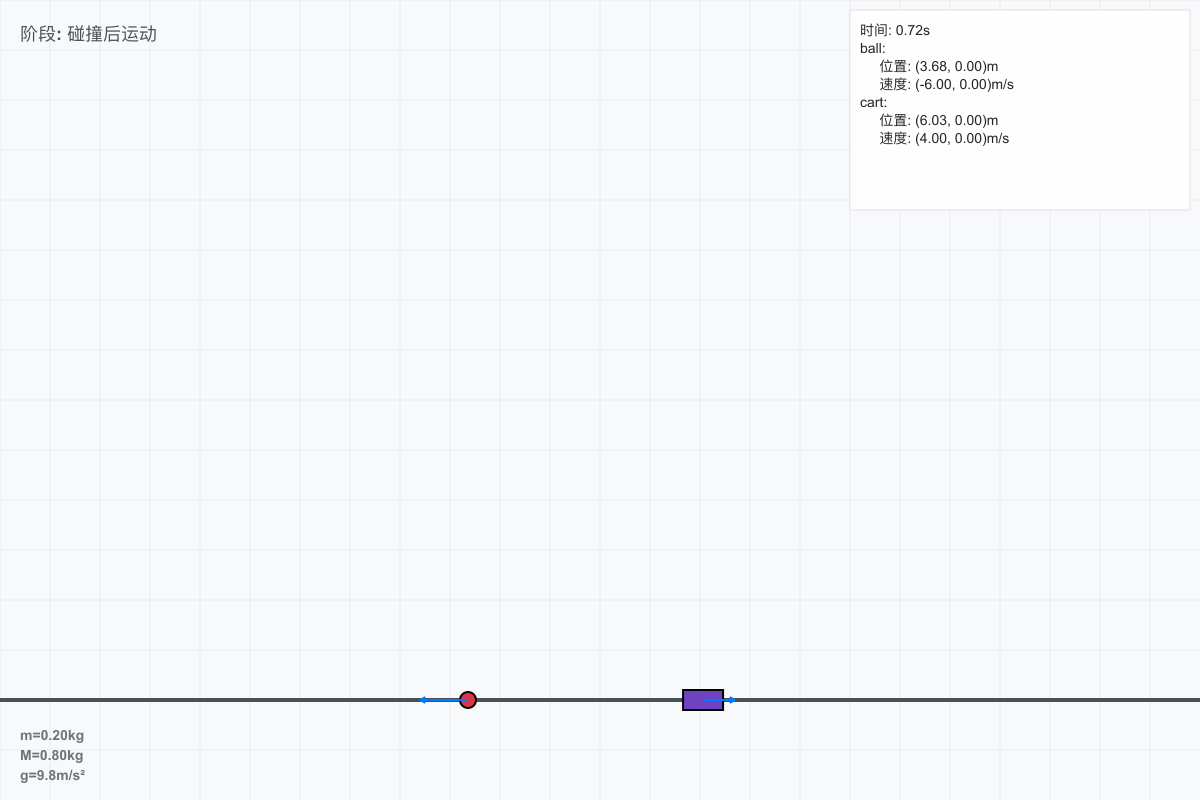 阶段: 碰撞后运动
时间: 0.72s
ball:
位置: (3.68, 0.00)m
速度: (-6.00, 0.00)m/s
cart:
位置: (6.03, 0.00)m
速度: (4.00, 0.00)m/s
m=0.20kg
M=0.80kg
g=9.8m/s²